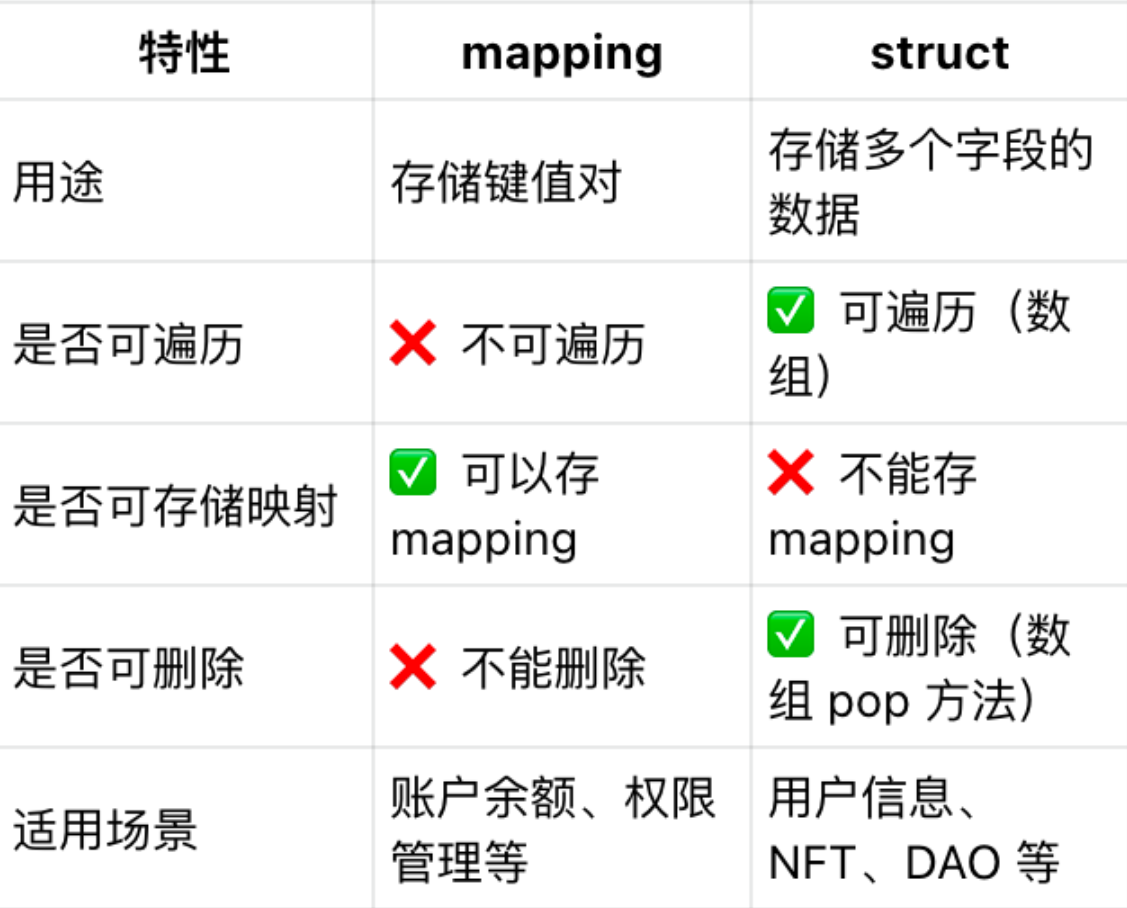 特性 mapping struct
用途 存储键值对 存储多个字段的
数据
是否可遍历 ❌ 不可遍历 ✅ 可遍历（数
组）
是否可存储映射 ✅ 可以存
mapping
❌ 不能存
mapping
是否可删除 ❌ 不能删除 ✅ 可删除（数
组 pop 方法）
适用场景 账户余额、权限
管理等
用户信息、
NFT、DAO 等